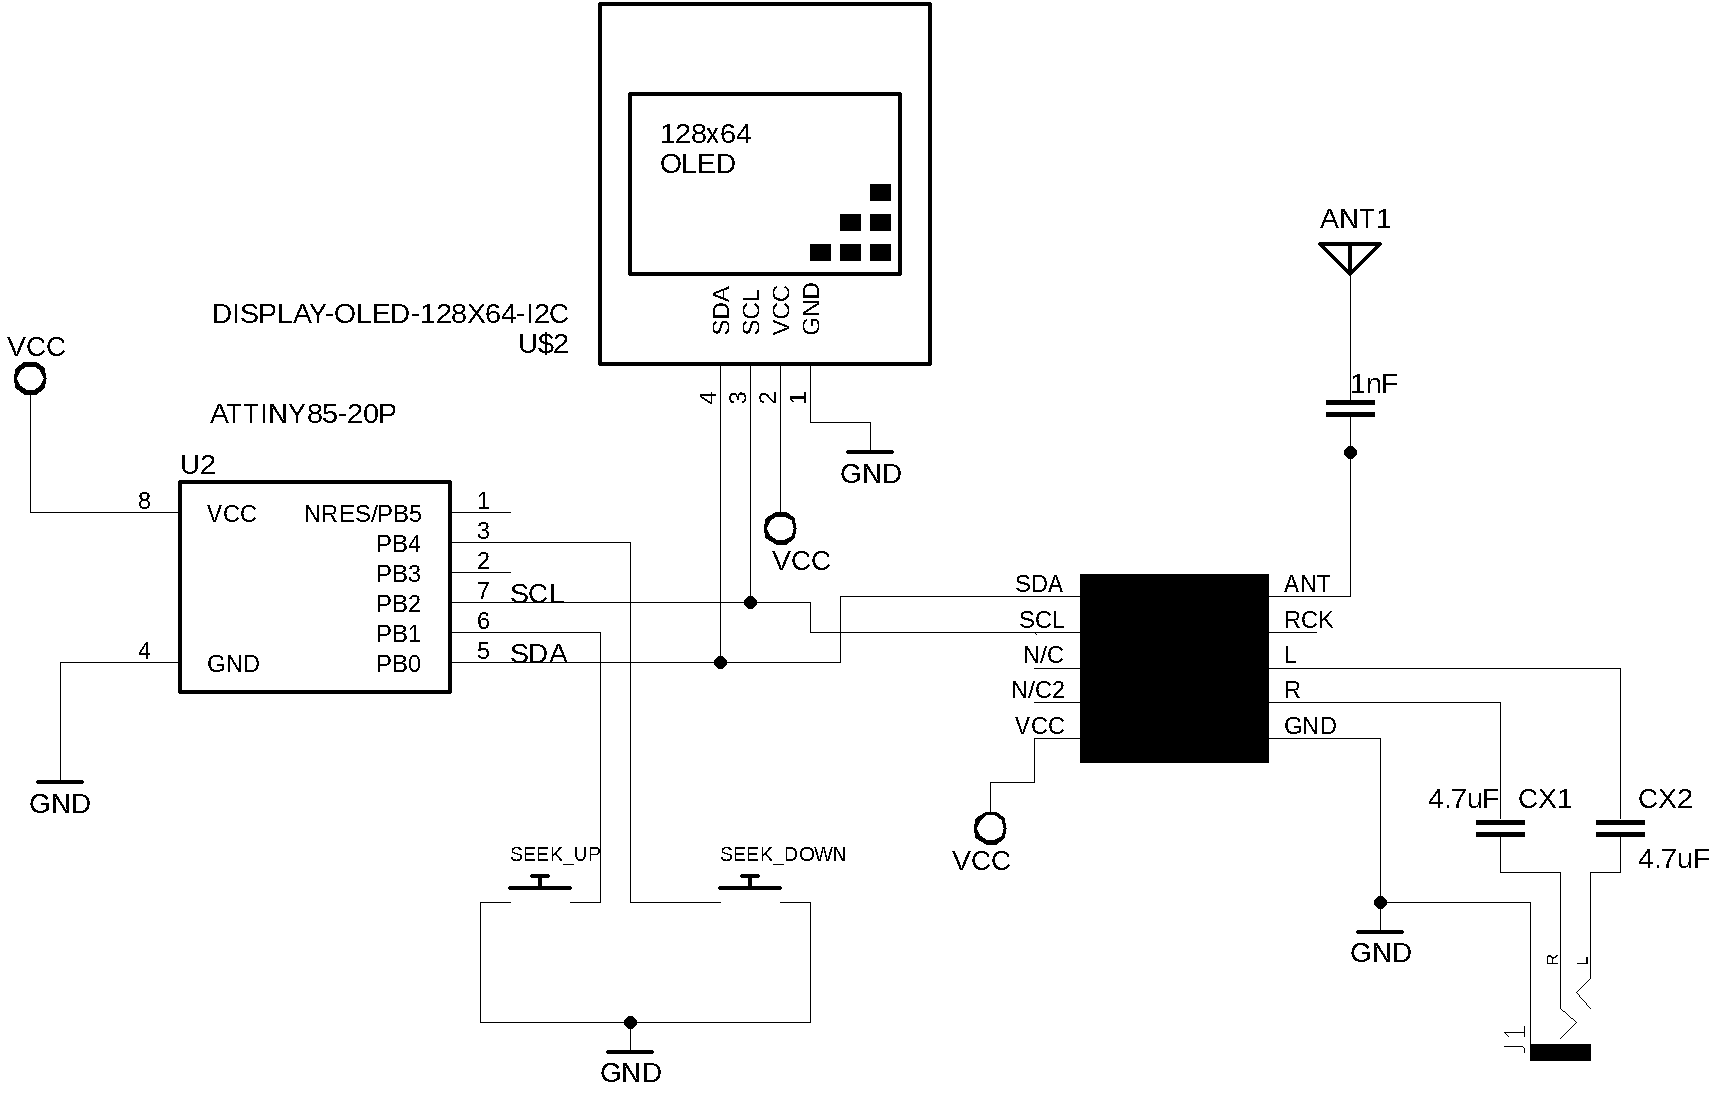 128x64
OLED
SDA
SCL
VCC
GND
4
3
2
1
DISPLAY-OLED-128X64-I2C
U$2
GND
VCC
VCC
ATTINY85-20P
U2
8
VCC
4
GND
GND
NRES/PB5
1
PB4
3
PB3
2
PB2
7
SCL
PB1
6
PB0
5
SDA
SEEK_UP
SEEK_DOWN
GND
ANT1
1nF
SDA
SCL
N/C
N/C2
VCC
VCC
ANT
RCK
L
R
GND
4.7uF
CX1
CX2
4.7uF
GND
R
L
J1